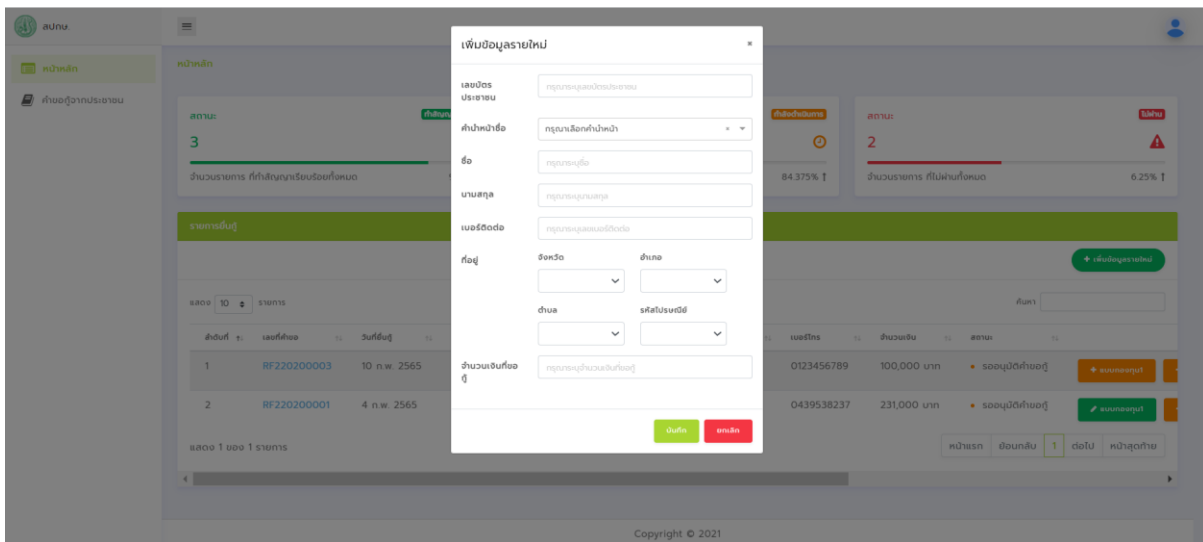 สปกษ.
หน้าหลัก
คำขอกู้จากประชาชน
หน้าหลัก
สถานะ
3
จำนวนรายการ ที่ทำสัญญาเรียบร้อยทั้งหมด
กำลังดำเนินการ
84.375%
สถานะ
ไม่ผ่าน
2
จำนวนรายการ ที่ไม่ผ่านทั้งหมด
6.25%
รายการยื่นกู้
+ เพิ่มข้อมูลรายใหม่
แสดง 10 รายการ
ค้นหา
ลำดับที่ เลขที่คำขอ วันที่ยื่นกู้ เบอร์โทร จำนวนเงิน สถานะ
1 RF220200003 10 ก.พ. 2565 0123456789 100,000 บาท รออนุมัติคำขอกู้ + แบบกองทุน1
2 RF220200001 4 ก.พ. 2565 0439538237 231,000 บาท รออนุมัติคำขอกู้ แบบกองทุน1
แสดง 1 ของ 1 รายการ
หน้าแรก ย้อนกลับ 1 ต่อไป หน้าสุดท้าย
Copyright © 2021
เพิ่มข้อมูลรายใหม่ ×
เลขบัตร
ประชาชน
กรุณาระบุเลขบัตรประชาชน
คำนำหน้าชื่อ
กรุณาเลือกคำนำหน้า ×
ชื่อ
กรุณาระบุชื่อ
นามสกุล
กรุณาระบุนามสกุล
เบอร์ติดต่อ
กรุณาระบุเลขเบอร์ติดต่อ
ที่อยู่
จังหวัด อำเภอ
ตำบล รหัสไปรษณีย์
จำนวนเงินที่ขอ
กู้
กรุณาระบุจำนวนเงินที่ขอกู้
บันทึก ยกเลิก